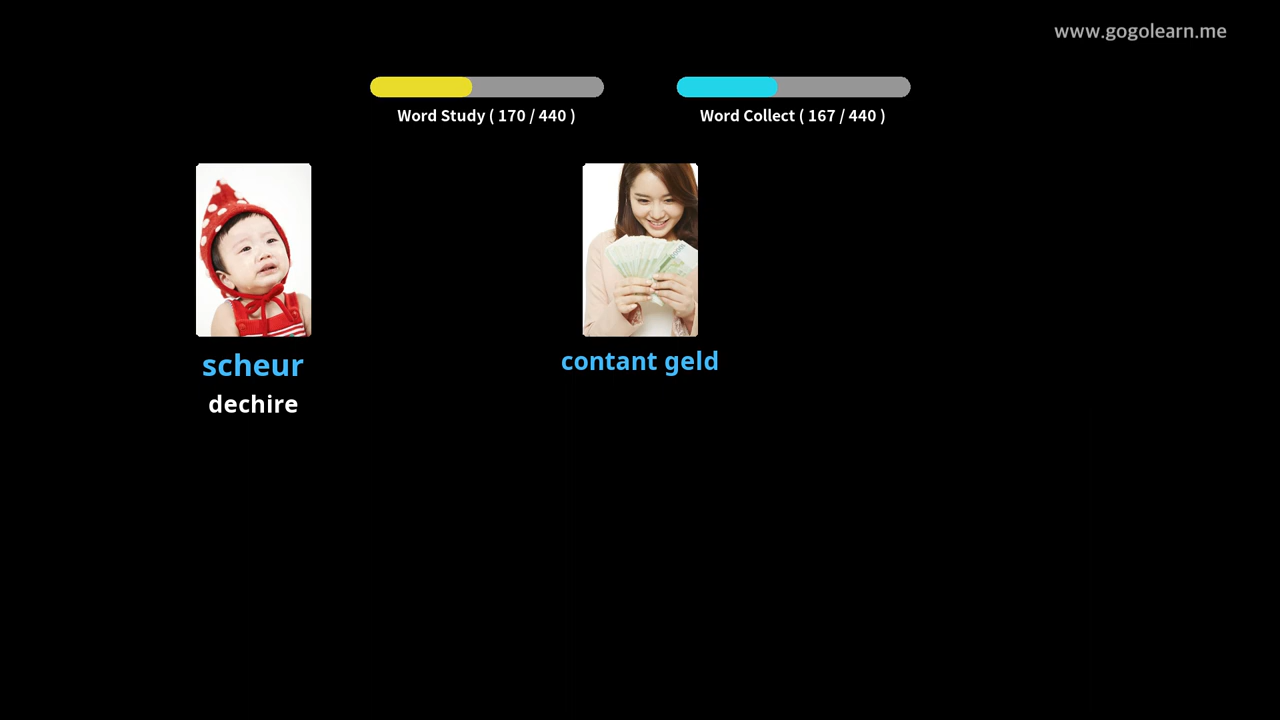 www.gogolearn.me
Word Study ( 170 / 440 )
Word Collect ( 167 / 440 )
scheur
dechire
contant geld